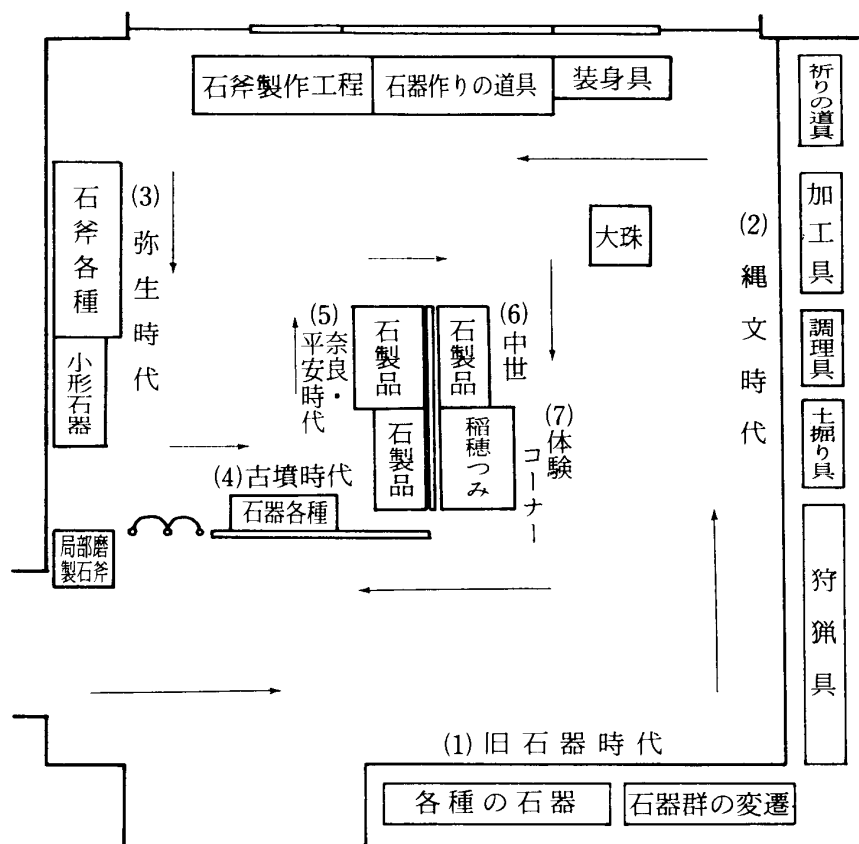 石斧製作工程
石器作りの道具
装身具
祈りの道具
加工具
調理具
土掘り具
狩猟具
(2)縄文時代
大珠
石斧各種
小形石器
(3)弥生時代
(5)奈良・
平安時代
石製品
石製品
石製品
稲穂つみ
(6)中世
(7)体験
コーナー
(4)古墳時代
石器各種
局部磨
製石斧
(1)旧石器時代
各種の石器
石器群の変遷